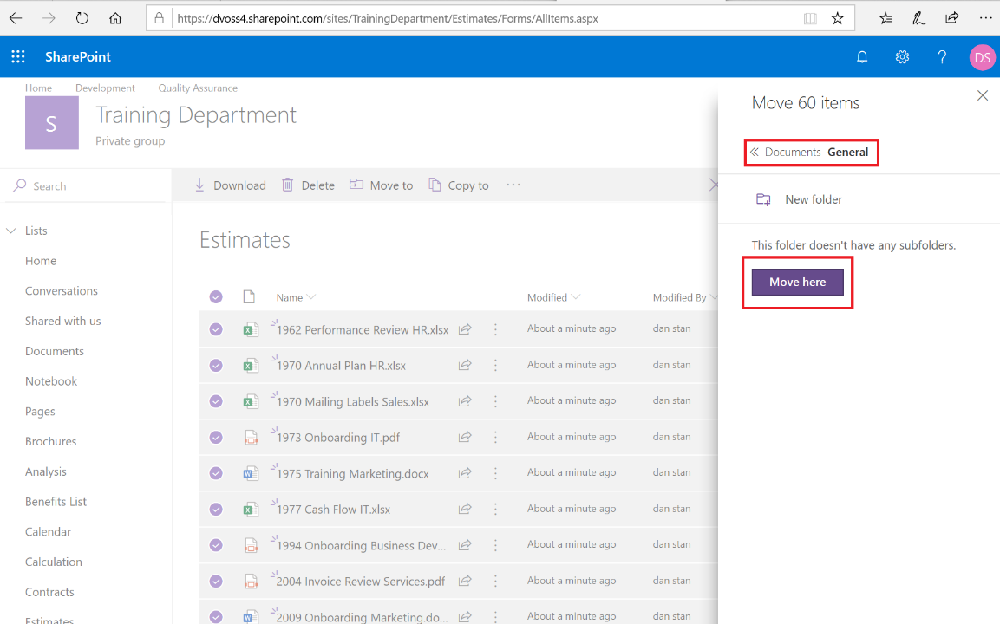 https://dvoss4.sharepoint.com/sites/TrainingDepartment/Estimates/Forms/AllItems.aspx
SharePoint
DS
Home Development Quality Assurance
S
Training Department
Private group
Search
Download Delete Move to Copy to
Lists
Home
Conversations
Shared with us
Documents
Notebook
Pages
Brochures
Analysis
Benefits List
Calendar
Calculation
Contracts
Estimates
Estimates
Name Modified Modified By
1962 Performance Review HR.xlsx About a minute ago dan stan
1970 Annual Plan HR.xlsx About a minute ago dan stan
1970 Mailing Labels Sales.xlsx About a minute ago dan stan
1973 Onboarding IT.pdf About a minute ago dan stan
1975 Training Marketing.docx About a minute ago dan stan
1977 Cash Flow IT.xlsx About a minute ago dan stan
1994 Onboarding Business Dev... About a minute ago dan stan
2004 Invoice Review Services.pdf About a minute ago dan stan
2009 Onboarding Marketing.do... About a minute ago dan stan
Move 60 items
Documents General
New folder
This folder doesn't have any subfolders.
Move here